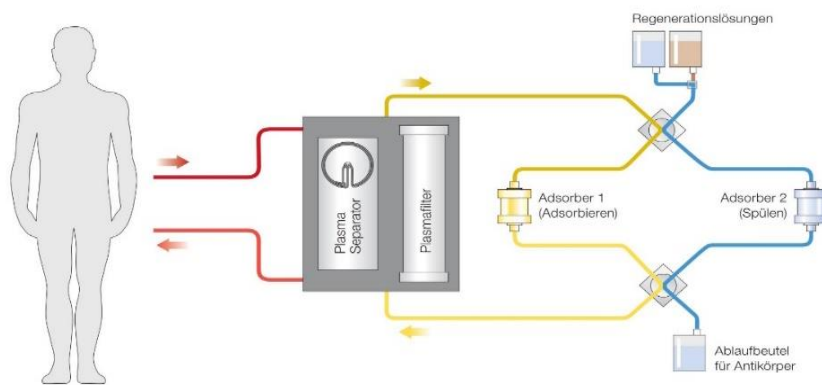 Regenerationslösungen
Plasma
Separator
Plasmafilter
Adsorber 1
(Adsorbieren)
Adsorber 2
(Spülen)
Ablaufbeutel
für Antikörper